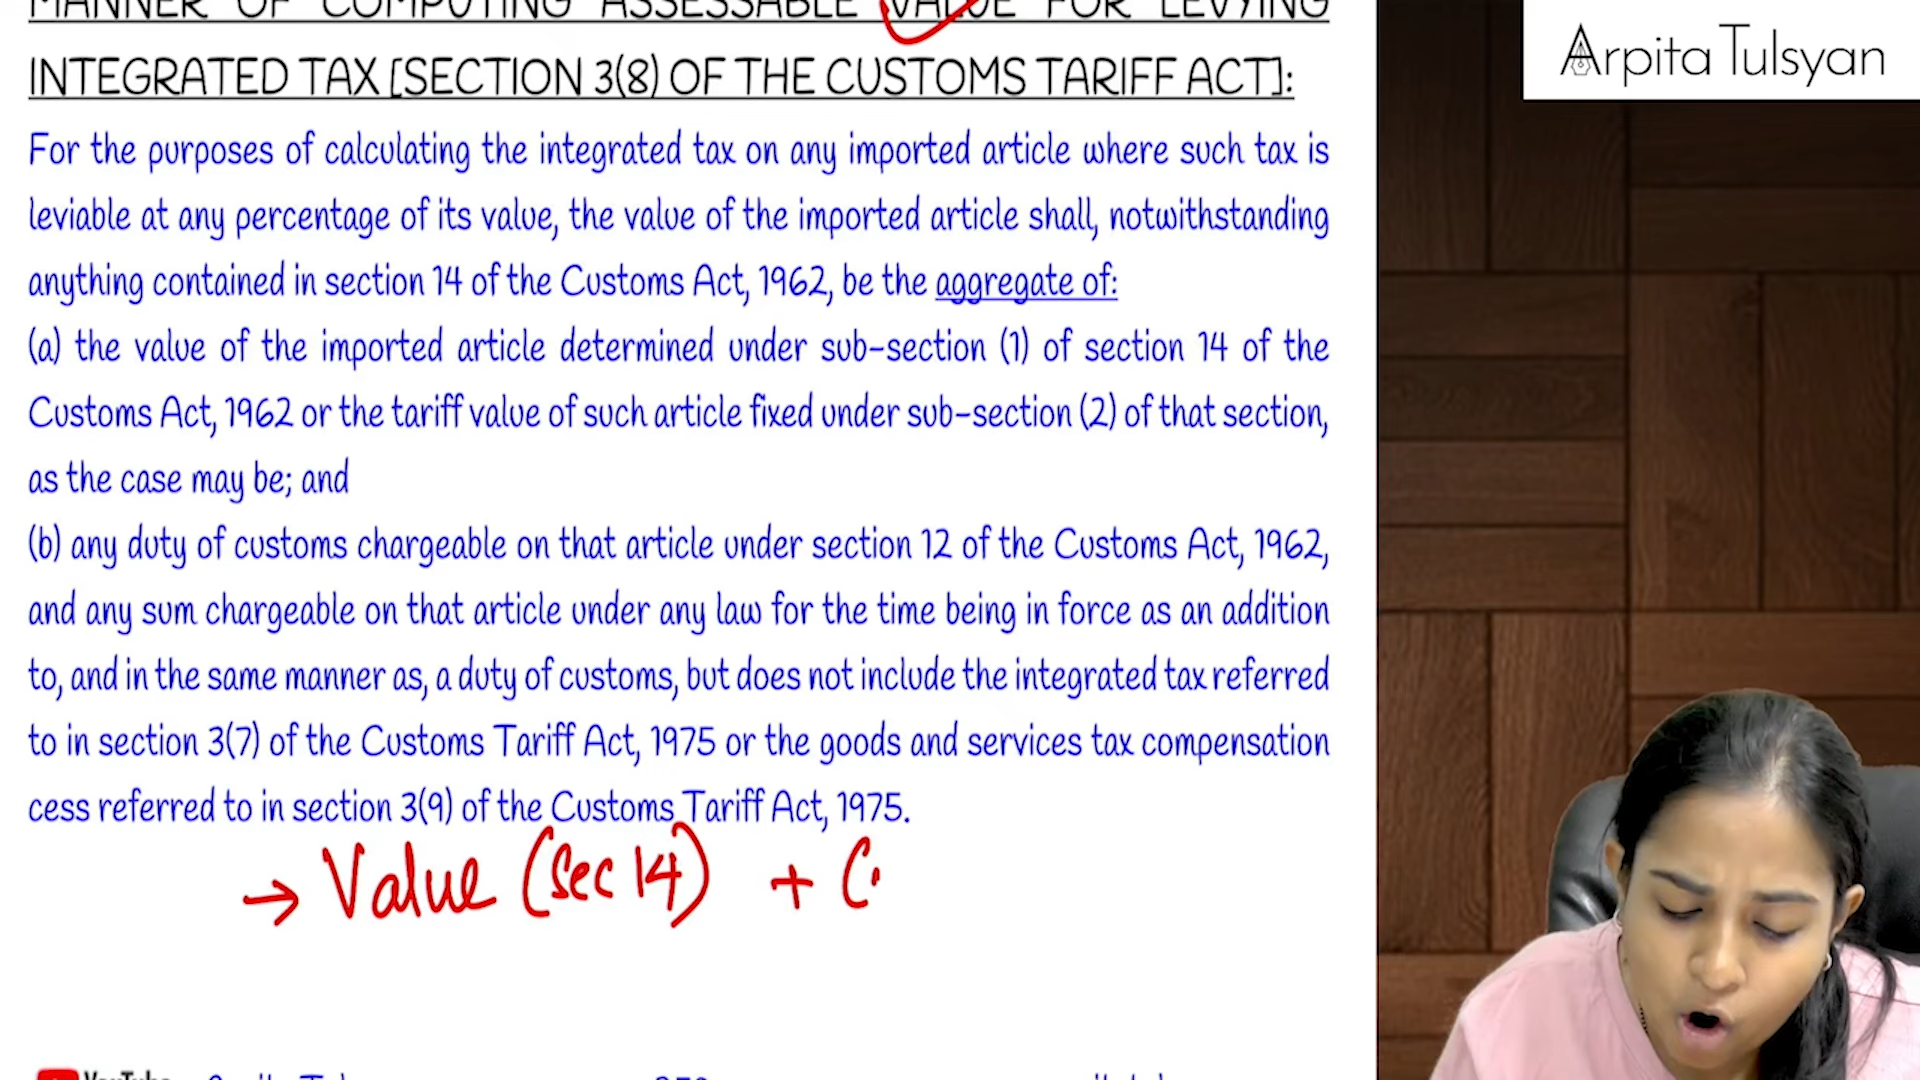 MANNER OF COMPUTING ASSESSABLE VALUE FOR LEVYING
INTEGRATED TAX [SECTION 3(8) OF THE CUSTOMS TARIFF ACT]:
For the purposes of calculating the integrated tax on any imported article where such tax is
leviable at any percentage of its value, the value of the imported article shall, notwithstanding
anything contained in section 14 of the Customs Act, 1962, be the aggregate of:
(a) the value of the imported article determined under sub-section (1) of section 14 of the
Customs Act, 1962 or the tariff value of such article fixed under sub-section (2) of that section,
as the case may be; and
(b) any duty of customs chargeable on that article under section 12 of the Customs Act, 1962,
and any sum chargeable on that article under any law for the time being in force as an addition
to, and in the same manner as, a duty of customs, but does not include the integrated tax referred
to in section 3(7) of the Customs Tariff Act, 1975 or the goods and services tax compensation
cess referred to in section 3(9) of the Customs Tariff Act, 1975.
→ Value (Sec 14) + (
Arpita Tulsyan
YouTube